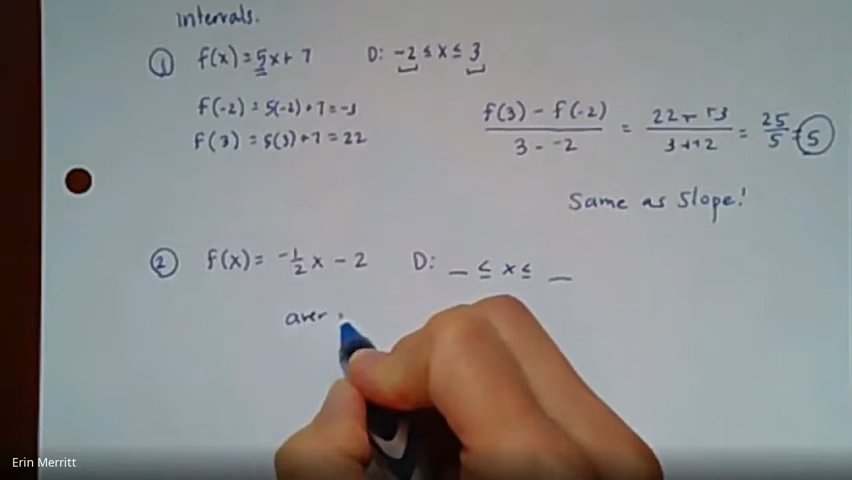 intervals.
① f(x) = 5x + 7 D: -2 ≤ x ≤ 3
f(-2) = 5(-2) + 7 = -3
f(3) = 5(3) + 7 = 22
f(3) - f(-2) / 3 - -2 = 22 - -3 / 3 + +2 = 25/5 = 5
Same as slope!
② f(x) = -1/2 x - 2 D: _ ≤ x ≤ _
aver
Erin Merritt